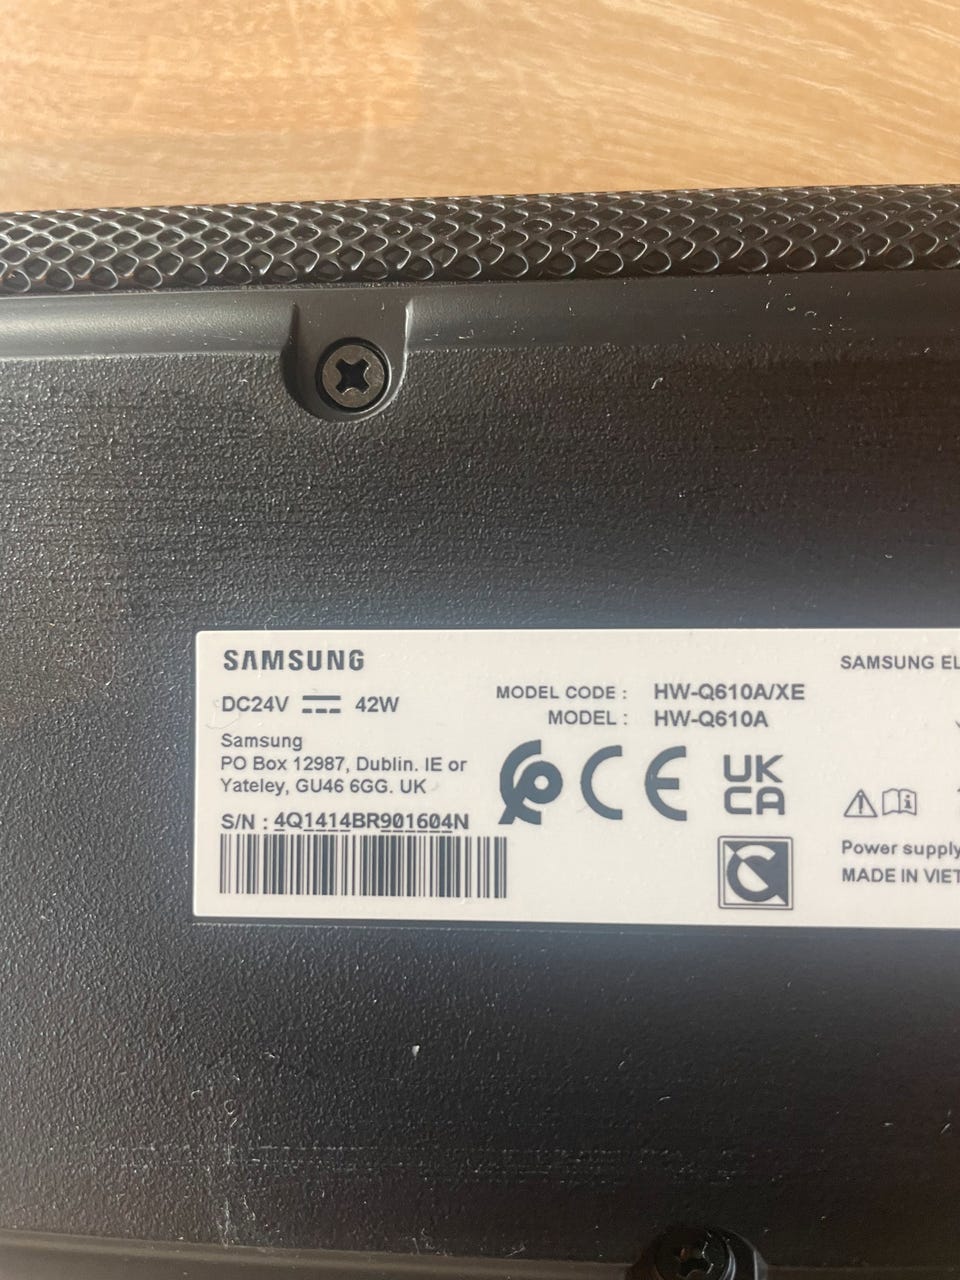 SAMSUNG
DC24V 42W
Samsung
PO Box 12987, Dublin. IE or
Yateley, GU46 6GG. UK
S/N : 4Q1414BR901604N
MODEL CODE : HW-Q610A/XE
MODEL : HW-Q610A
CE
UK
CA
SAMSUNG EL
Power supply
MADE IN VIET